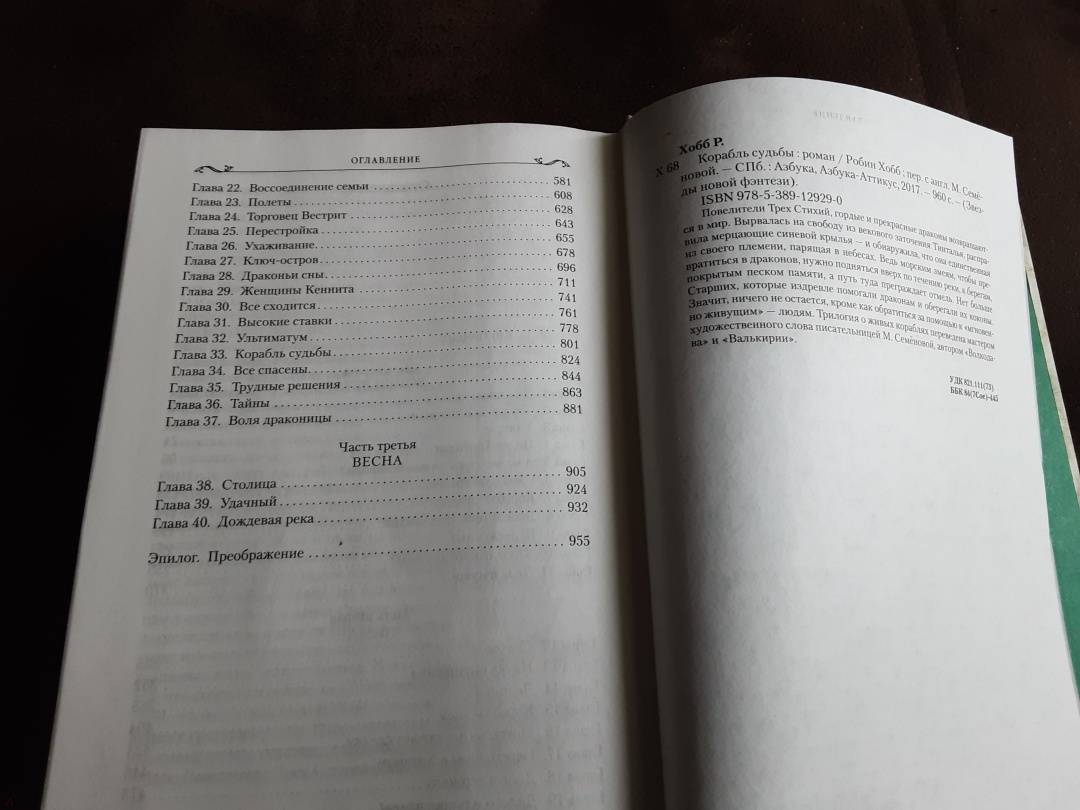 ОГЛАВЛЕНИЕ
Глава 22. Воссоединение семьи 581
Глава 23. Полеты 608
Глава 24. Торговец Вестрит 628
Глава 25. Перестройка 643
Глава 26. Ухаживание 655
Глава 27. Ключ-остров 678
Глава 28. Драконьи сны 696
Глава 29. Женщины Кеннита 711
Глава 30. Все сходится 741
Глава 31. Высокие ставки 761
Глава 32. Ультиматум 778
Глава 33. Корабль судьбы 801
Глава 34. Все спасены 824
Глава 35. Трудные решения 844
Глава 36. Тайны 863
Глава 37. Воля драконицы 881
Часть третья
ВЕСНА
Глава 38. Столица 905
Глава 39. Удачный 924
Глава 40. Дождевая река 932
Эпилог. Преображение 955
Хобб Р.
Х 68 Корабль судьбы : роман / Робин Хобб ; пер. с англ. М. Семё-
новой. — СПб. : Азбука, Азбука-Аттикус, 2017. — 960 с. — (Звез-
ды новой фэнтези).
ISBN 978-5-389-12929-0
Повелители Трех Стихий, гордые и прекрасные драконы возвращают-
ся в мир. Вырвалась на свободу из векового заточения Тинталья, распра-
вила мерцающие синевой крылья — и обнаружила, что она единственная
из своего племени, парящая в небесах. Ведь морским змеям, чтобы пре-
вратиться в драконов, нужно подняться вверх по течению реки, к берегам,
покрытым песком памяти, а путь туда преграждает отмель. Нет больше
Старших, которые издревле помогали драконам и оберегали их коконы.
Значит, ничего не остается, кроме как обратиться за помощью к «мгновен-
но живущим» — людям. Трилогия о живых кораблях переведена мастером
художественного слова писательницей М. Семёновой, автором «Волкода-
ва» и «Валькирии».
УДК 821.111(73)
ББК 84(7Сое)-445